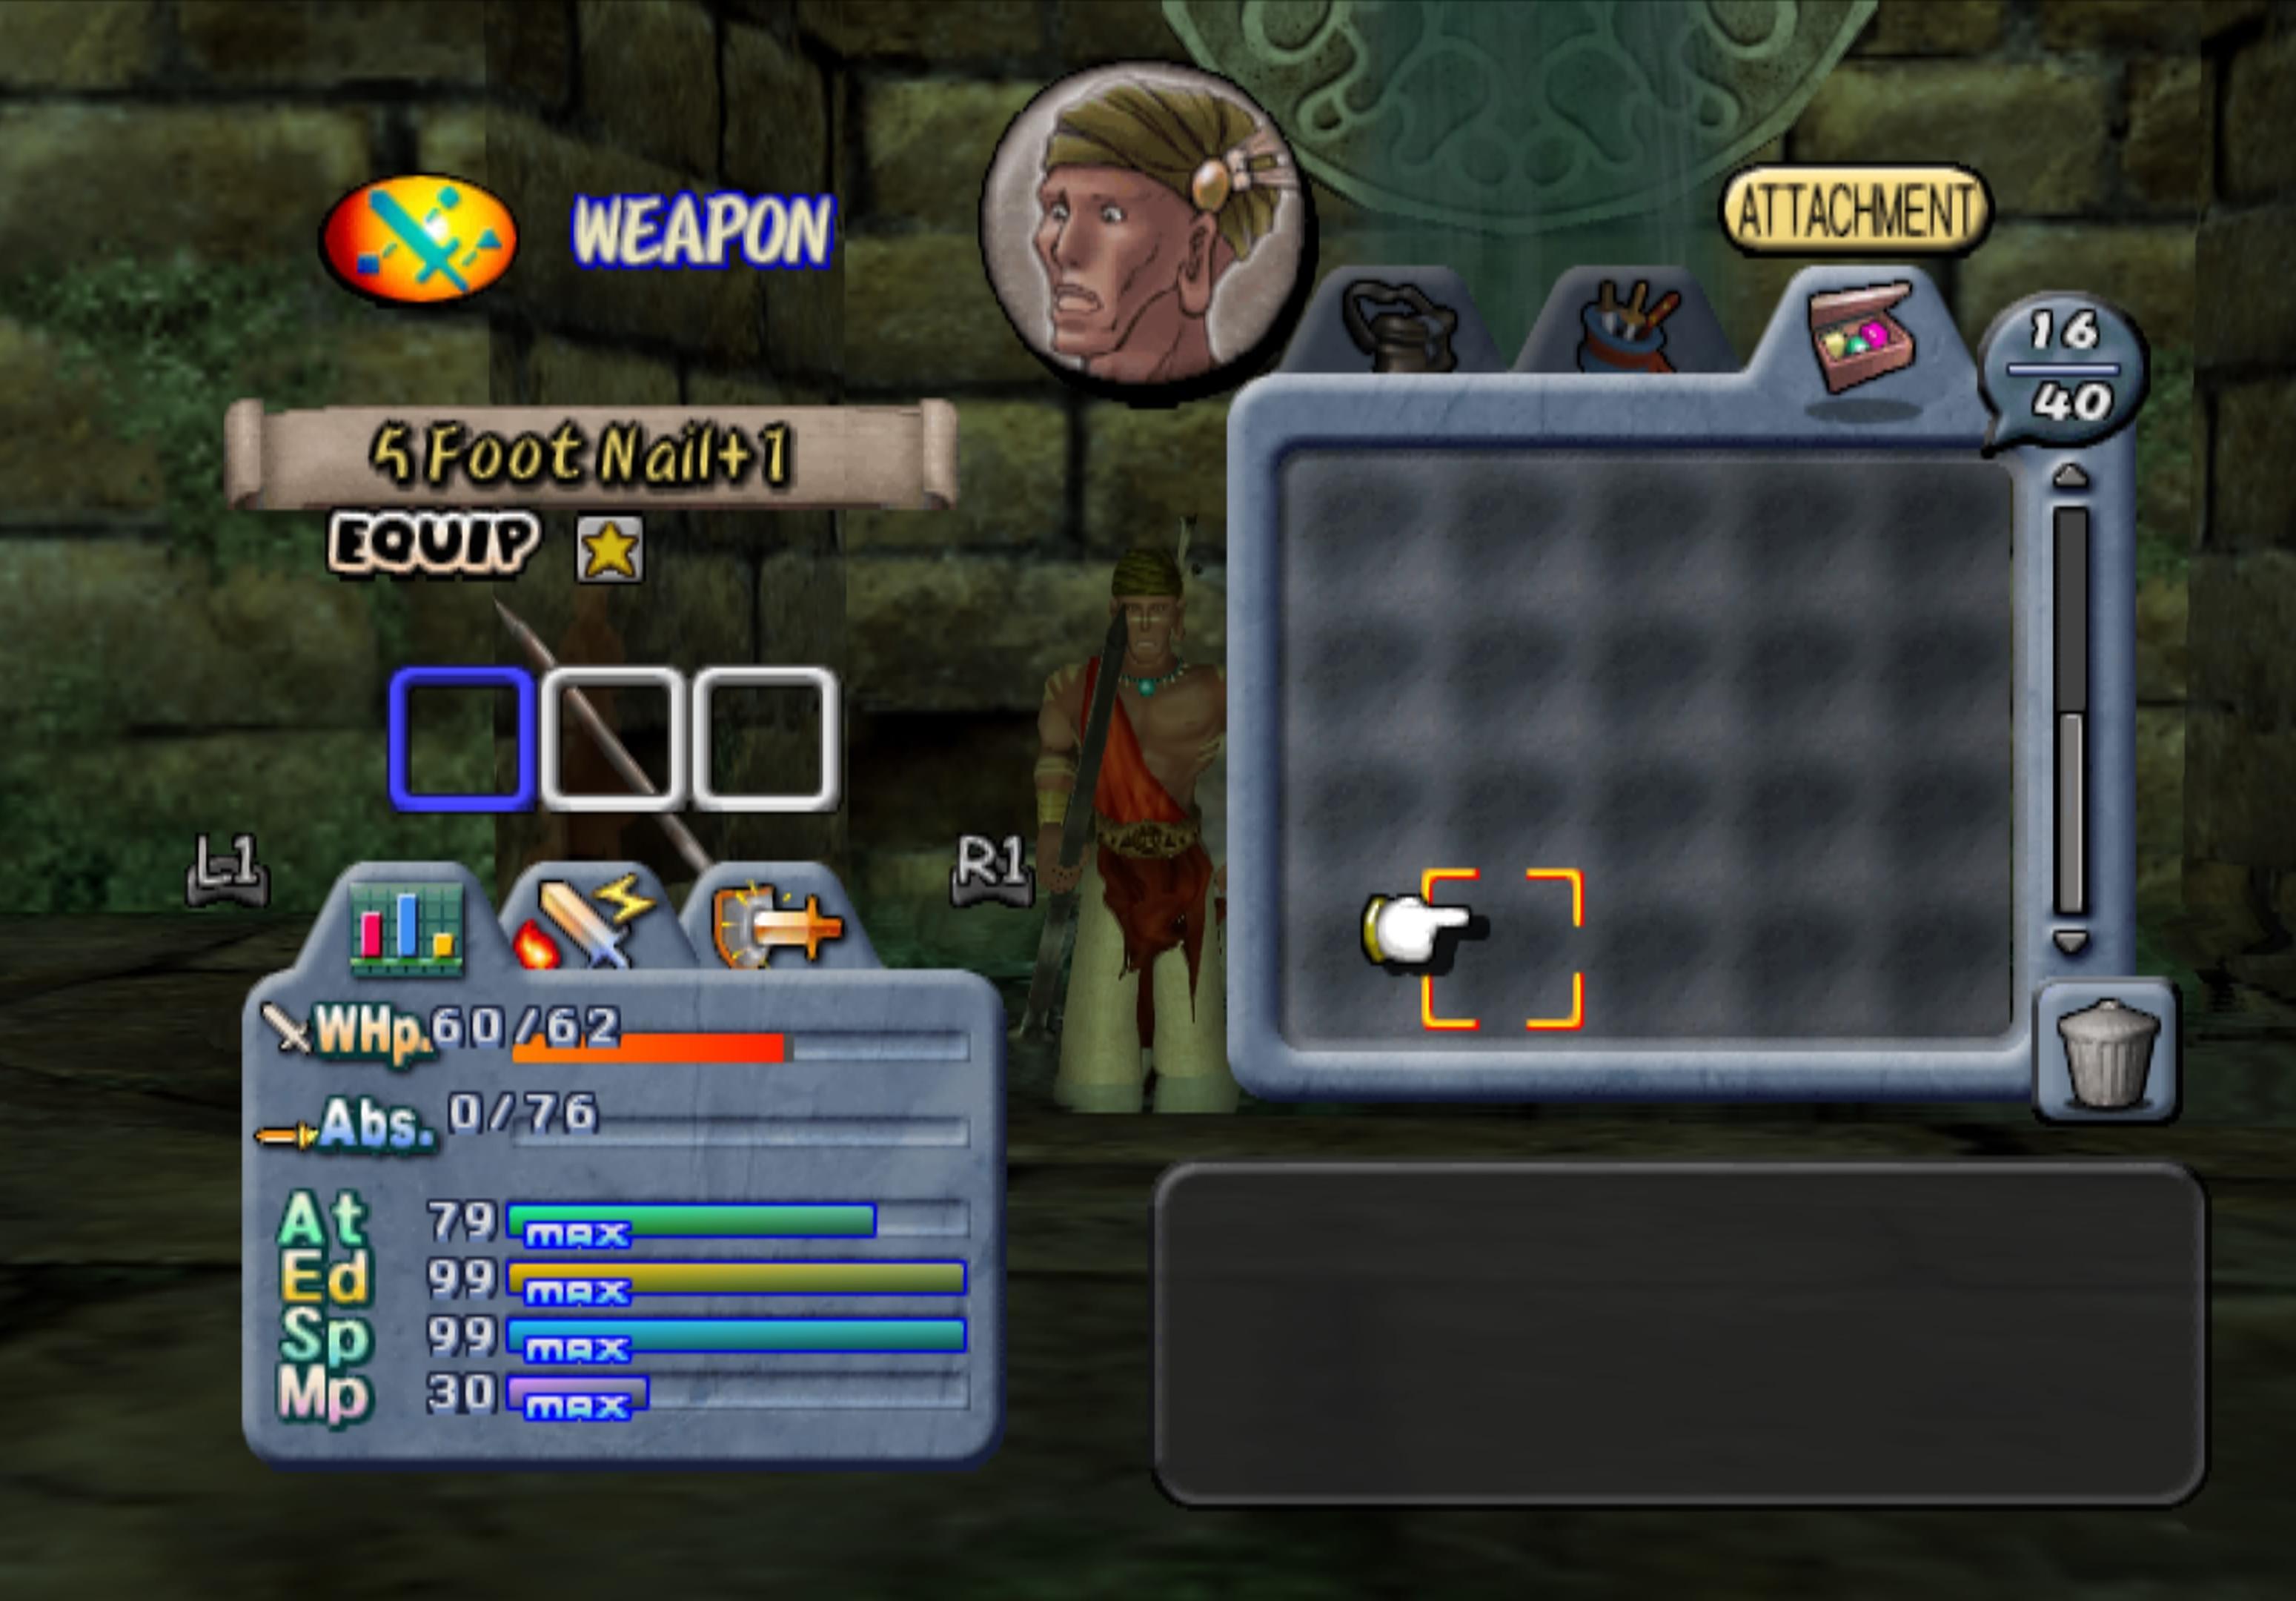 WEAPON
ATTACHMENT
16
40
5 Foot Nail+1
EQUIP
L1
R1
WHp. 60/62
Abs. 0/76
At 79 max
Ed 99 max
Sp 99 max
Mp 30 max